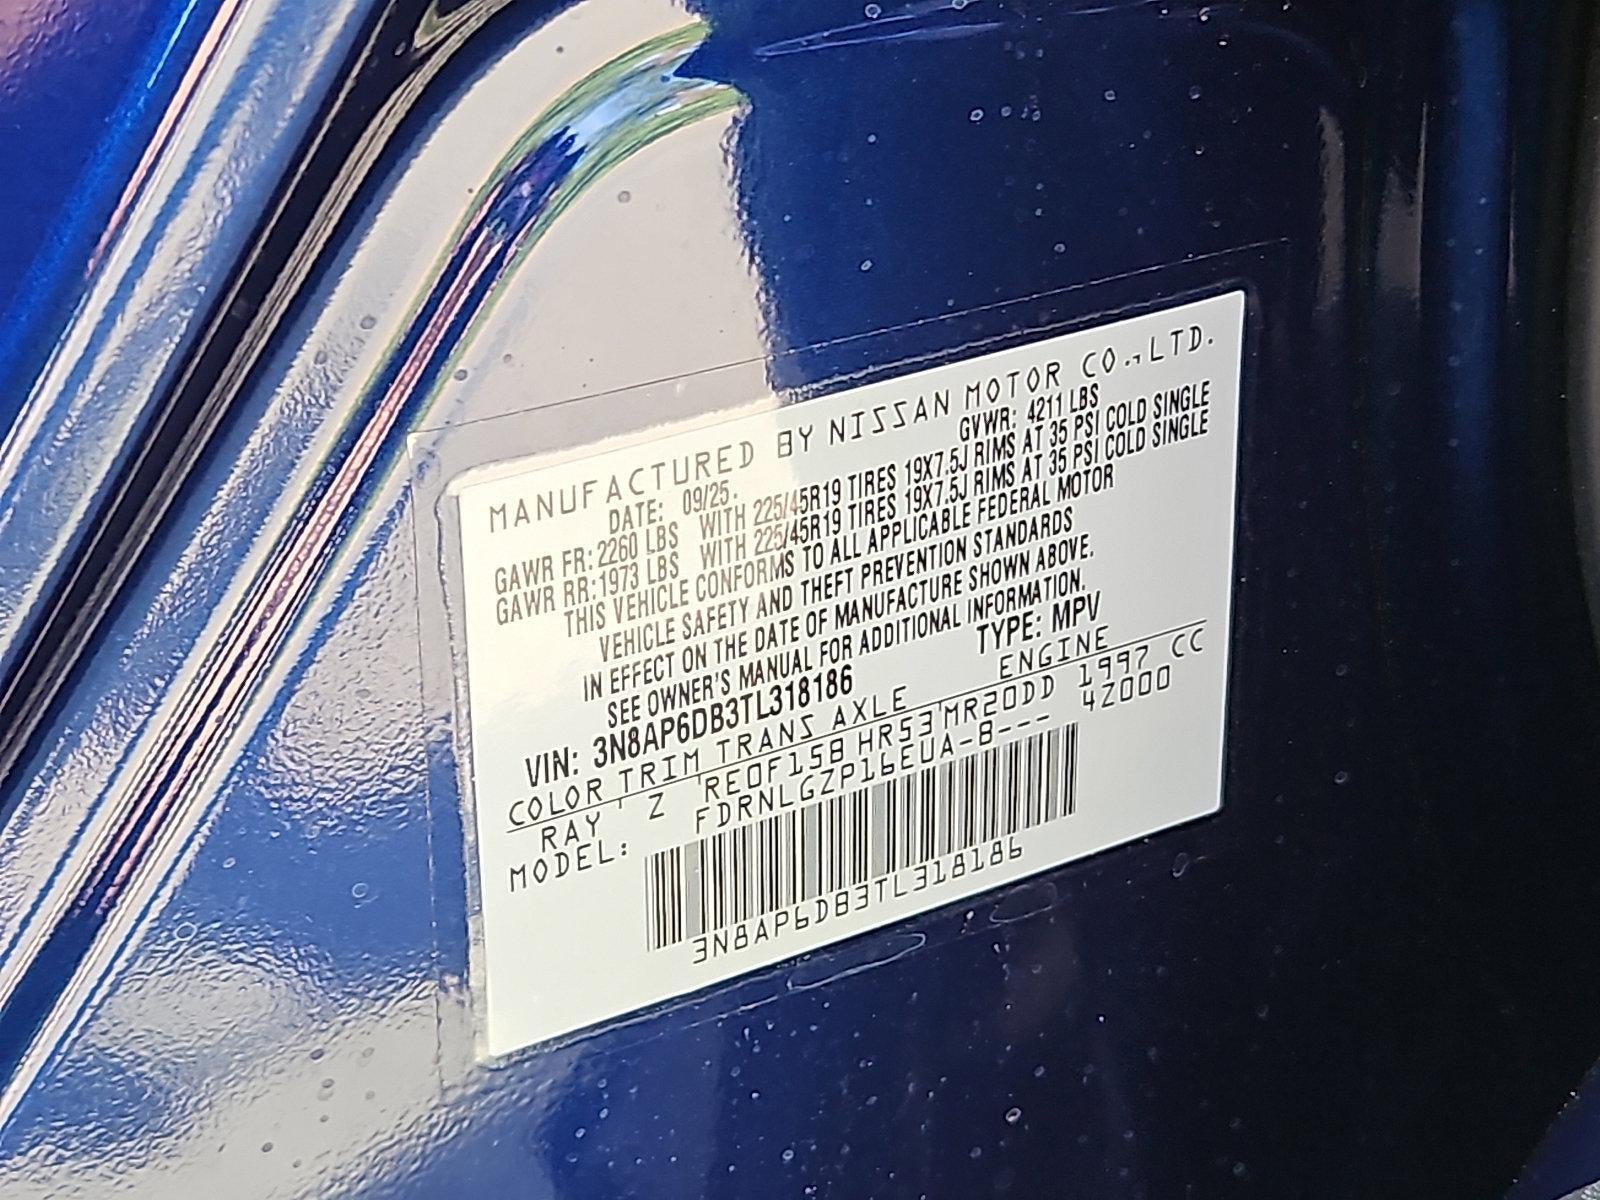 MANUFACTURED BY NISSAN MOTOR CO.,LTD.
DATE: 09/25. GVWR: 4211 LBS
GAWR FR: 2260 LBS WITH 225/45R19 TIRES 19X7.5J RIMS AT 35 PSI COLD SINGLE
GAWR RR: 1973 LBS WITH 225/45R19 TIRES 19X7.5J RIMS AT 35 PSI COLD SINGLE
THIS VEHICLE CONFORMS TO ALL APPLICABLE FEDERAL MOTOR
VEHICLE SAFETY AND THEFT PREVENTION STANDARDS
IN EFFECT ON THE DATE OF MANUFACTURE SHOWN ABOVE.
SEE OWNER'S MANUAL FOR ADDITIONAL INFORMATION.
VIN: 3N8AP6DB3TL318186 TYPE: MPV
COLOR TRIM TRANS AXLE ENGINE
RAY Z RE0F15B HR53 MR20DD 1997 CC
MODEL: FDRNLGZP16EUA-B--- 4Z000
3N8AP6DB3TL318186